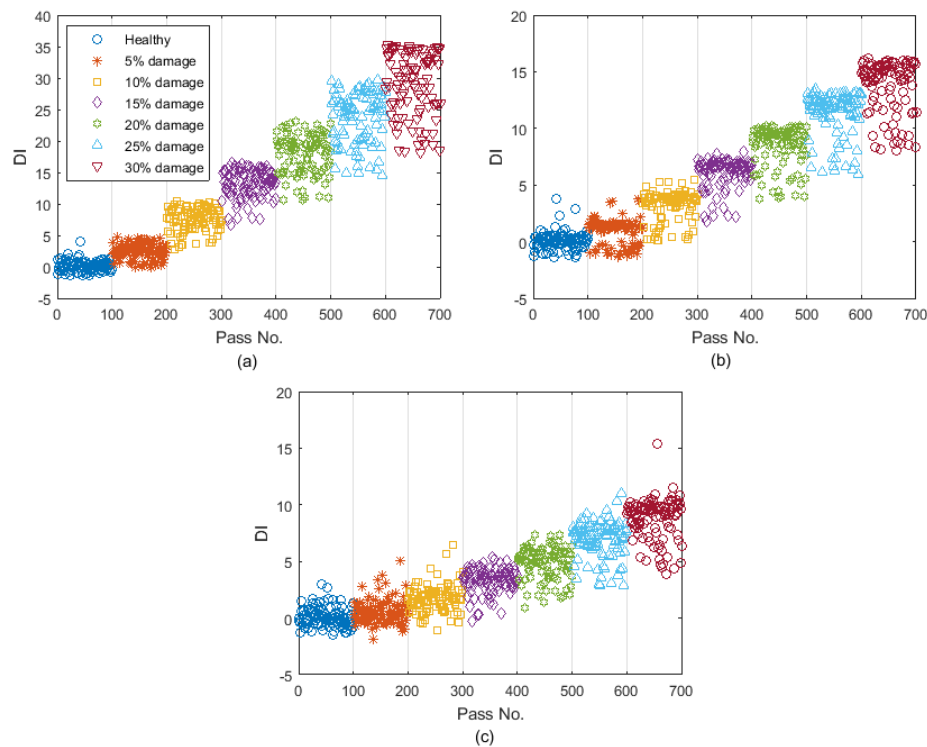 40
35
30
25
20
15
10
5
0
-5
DI
Healthy
5% damage
10% damage
15% damage
20% damage
25% damage
30% damage
0 100 200 300 400 500 600 700
Pass No.
(a)
20
15
10
5
0
-5
DI
0 100 200 300 400 500 600 700
Pass No.
(b)
20
15
10
5
0
-5
DI
0 100 200 300 400 500 600 700
Pass No.
(c)